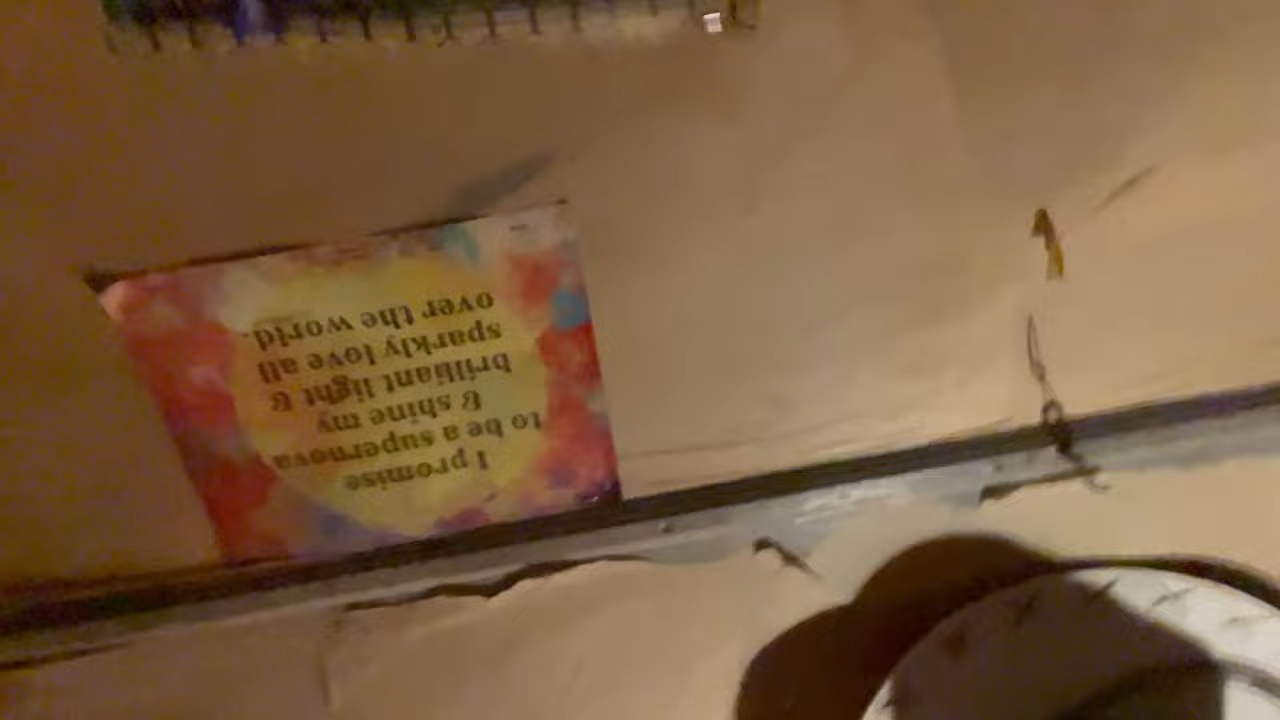 I promise
to be a supernova
& shine my
brilliant light &
sparkly love all
over the world.